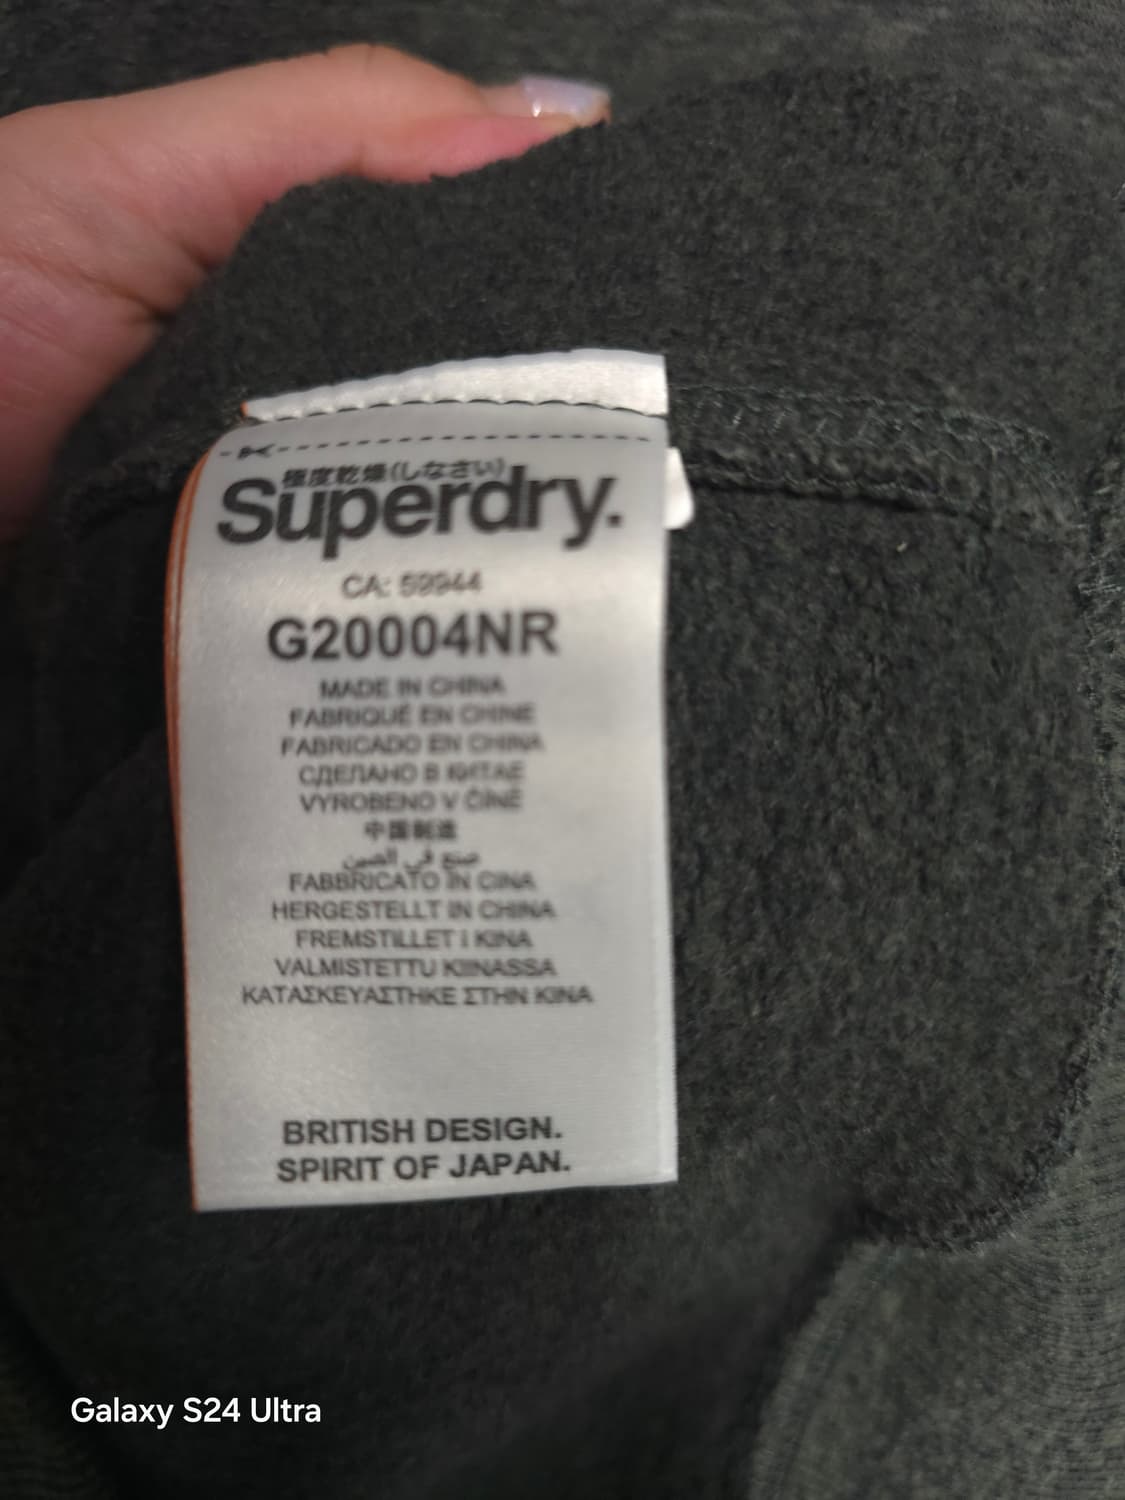 極度乾燥(しなさい)
Superdry.
CA: 59944
G20004NR
MADE IN CHINA
FABRIQUÉ EN CHINE
FABRICADO EN CHINA
СДЕЛАНО В КИТАЕ
VYROBENO V ČÍNĚ
中国制造
صنع في الصين
FABBRICATO IN CINA
HERGESTELLT IN CHINA
FREMSTILLET I KINA
VALMISTETTU KIINASSA
ΚΑΤΑΣΚΕΥΑΣΤΗΚΕ ΣΤΗΝ ΚΙΝΑ
BRITISH DESIGN.
SPIRIT OF JAPAN.
Galaxy S24 Ultra